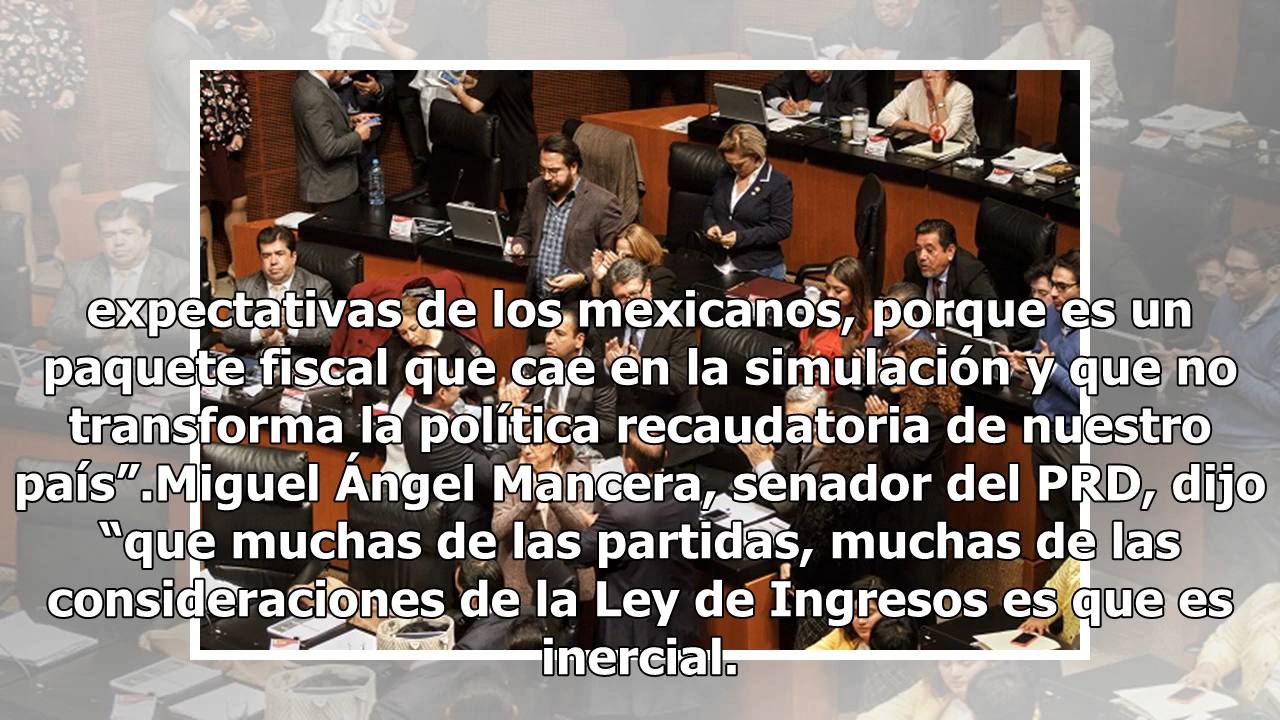 expectativas de los mexicanos, porque es un
paquete fiscal que cae en la simulación y que no
transforma la política recaudatoria de nuestro
país”.Miguel Ángel Mancera, senador del PRD, dijo
“que muchas de las partidas, muchas de las
consideraciones de la Ley de Ingresos es que es
inercial.